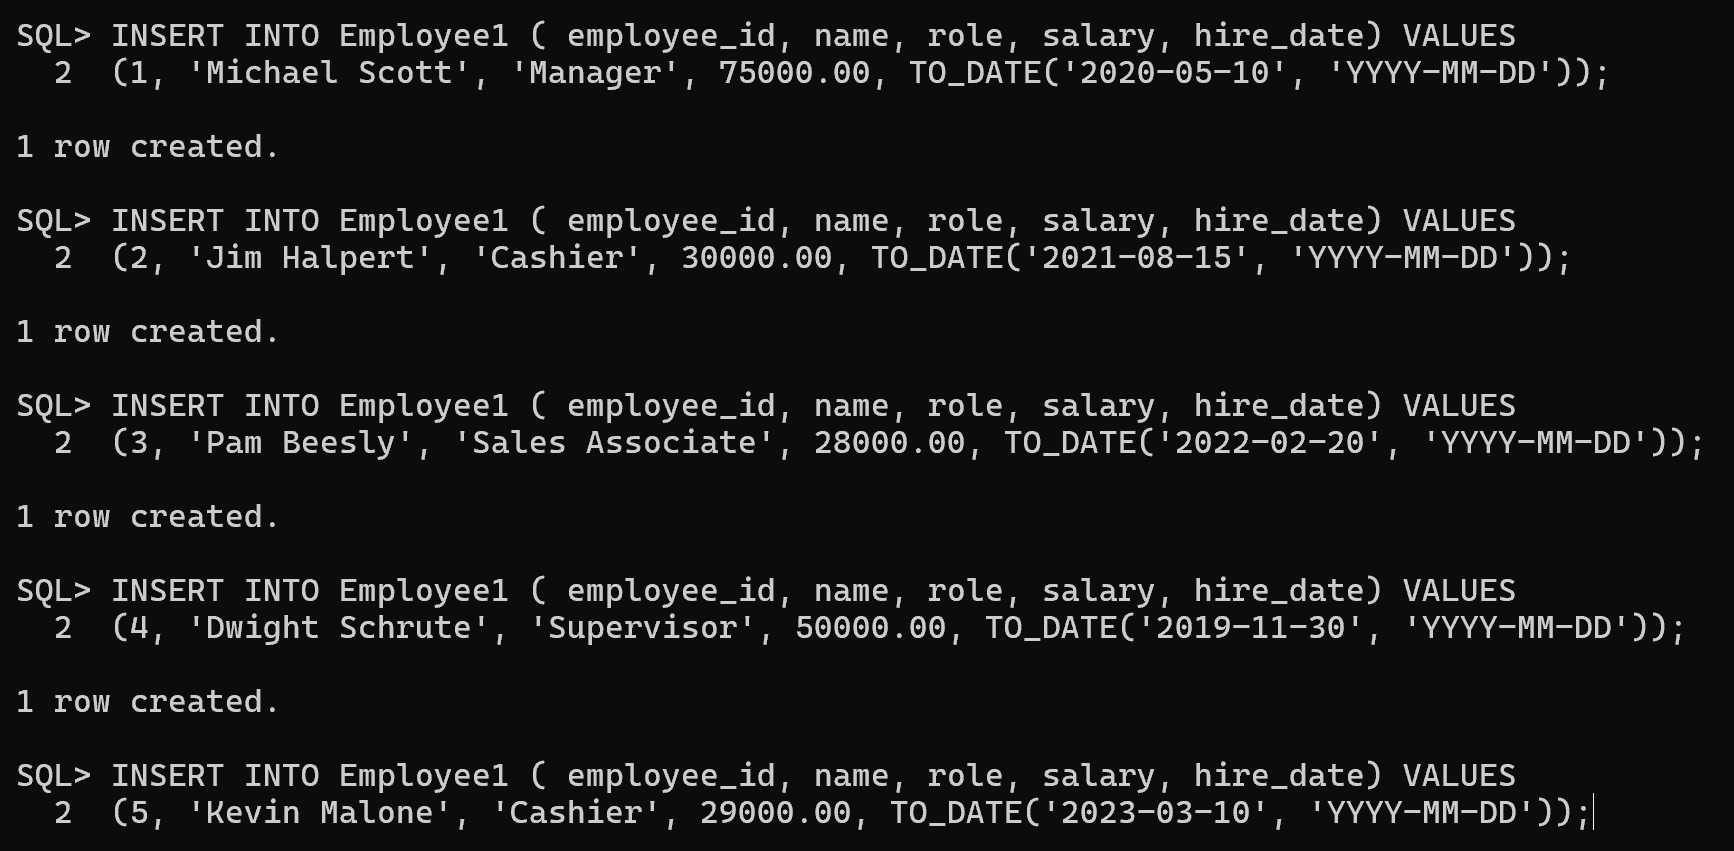 SQL> INSERT INTO Employee1 ( employee_id, name, role, salary, hire_date) VALUES
  2  (1, 'Michael Scott', 'Manager', 75000.00, TO_DATE('2020-05-10', 'YYYY-MM-DD'));
1 row created.
SQL> INSERT INTO Employee1 ( employee_id, name, role, salary, hire_date) VALUES
  2  (2, 'Jim Halpert', 'Cashier', 30000.00, TO_DATE('2021-08-15', 'YYYY-MM-DD'));
1 row created.
SQL> INSERT INTO Employee1 ( employee_id, name, role, salary, hire_date) VALUES
  2  (3, 'Pam Beesly', 'Sales Associate', 28000.00, TO_DATE('2022-02-20', 'YYYY-MM-DD'));
1 row created.
SQL> INSERT INTO Employee1 ( employee_id, name, role, salary, hire_date) VALUES
  2  (4, 'Dwight Schrute', 'Supervisor', 50000.00, TO_DATE('2019-11-30', 'YYYY-MM-DD'));
1 row created.
SQL> INSERT INTO Employee1 ( employee_id, name, role, salary, hire_date) VALUES
  2  (5, 'Kevin Malone', 'Cashier', 29000.00, TO_DATE('2023-03-10', 'YYYY-MM-DD'));